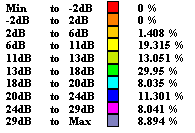 Min to -2dB 0 %
-2dB to 2dB 0 %
2dB to 6dB 1.408 %
6dB to 11dB 19.315 %
11dB to 13dB 13.051 %
13dB to 18dB 29.95 %
18dB to 20dB 8.035 %
20dB to 24dB 11.301 %
24dB to 29dB 8.041 %
29dB to Max 8.894 %